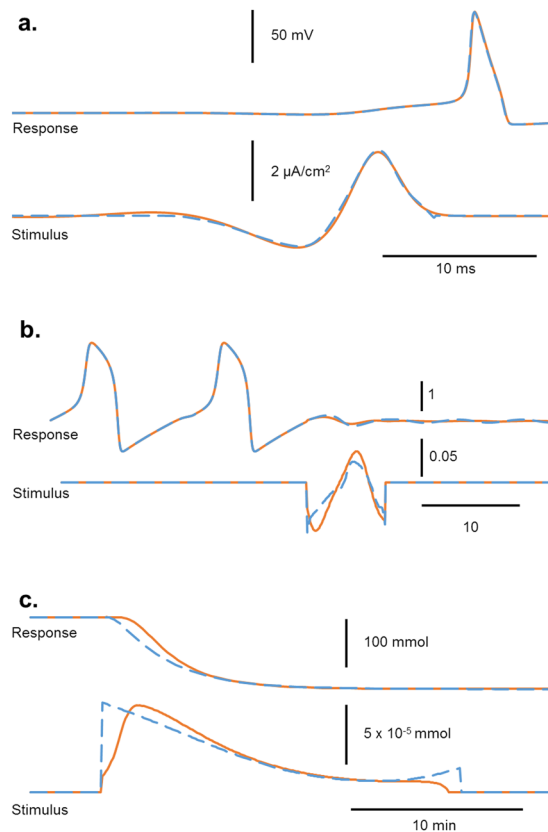 a.
50 mV
Response
2 µA/cm²
Stimulus
10 ms
b.
1
Response
0.05
Stimulus
10
c.
Response
100 mmol
5 x 10⁻⁵ mmol
Stimulus
10 min